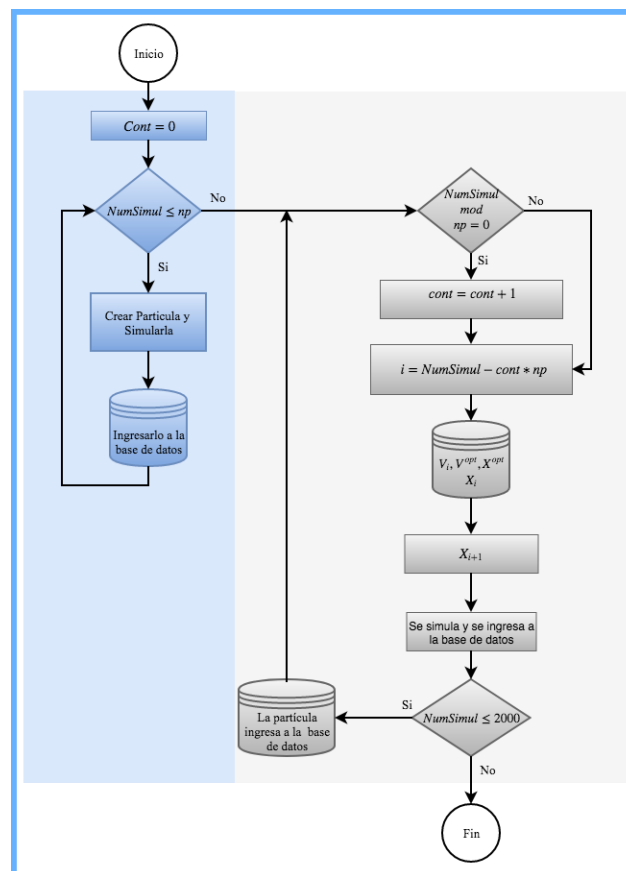 Inicio
Cont = 0
NumSimul ≤ np
No
Si
Crear Particula y
Simularla
Ingresarlo a la
base de datos
NumSimul
mod
np = 0
No
Si
cont = cont + 1
i = NumSimul − cont * np
V_i, V^opt, X^opt
X_i
X_{i+1}
Se simula y se ingresa a
la base de datos
NumSimul ≤ 2000
Si
La partícula
ingresa a la base
de datos
No
Fin